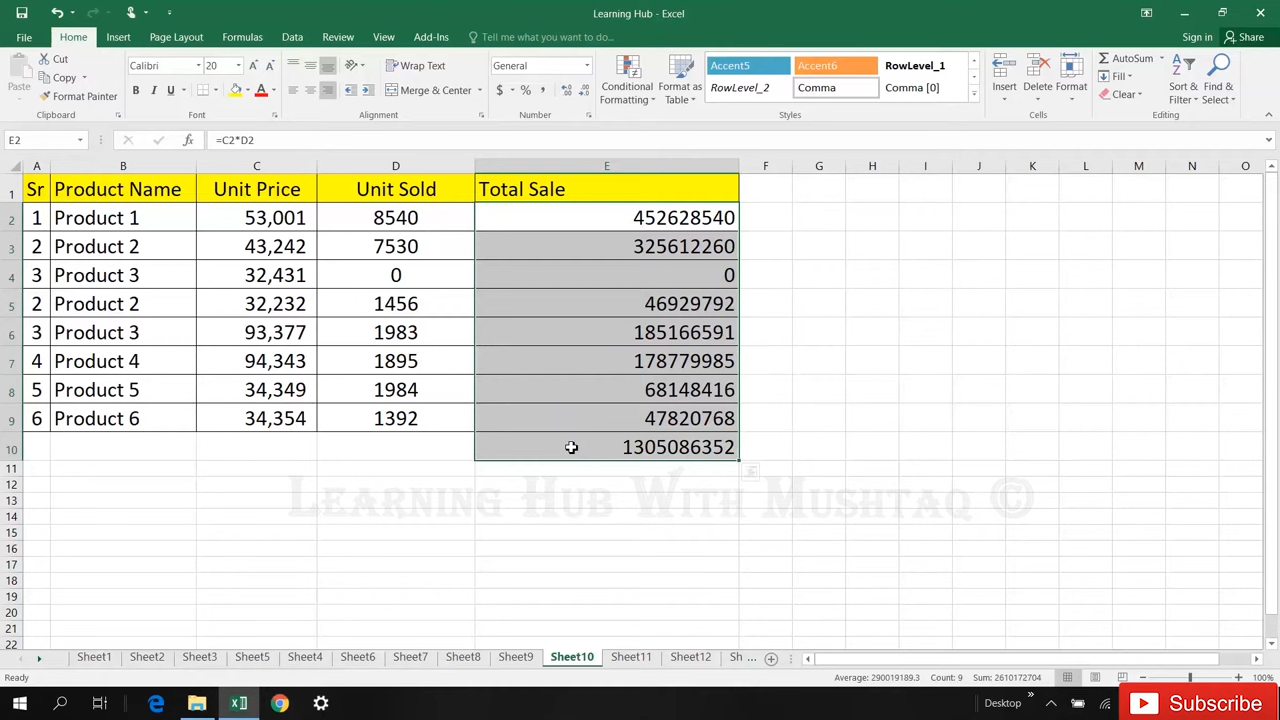 Learning Hub - Excel
File Home Insert Page Layout Formulas Data Review View Add-Ins Tell me what you want to do... Sign in Share
Paste Cut Copy Format Painter Clipboard
Calibri 20 B I U A Font
Wrap Text Merge & Center Alignment
General $ % , Number
Conditional Formatting Format as Table Accent5 Accent6 RowLevel_1 RowLevel_2 Comma Comma [0] Styles
Insert Delete Format Cells
AutoSum Fill Clear Sort & Filter Find & Select Editing
E2 fx =C2*D2
A B C D E F G H I J K L M N O
1 Sr Product Name Unit Price Unit Sold Total Sale
2 1 Product 1 53,001 8540 452628540
3 2 Product 2 43,242 7530 325612260
4 3 Product 3 32,431 0 0
5 2 Product 2 32,232 1456 46929792
6 3 Product 3 93,377 1983 185166591
7 4 Product 4 94,343 1895 178779985
8 5 Product 5 34,349 1984 68148416
9 6 Product 6 34,354 1392 47820768
10 1305086352
11
12
Learning Hub With Mushtaq ©
13
14
15
16
17
18
19
20
21
22
Sheet1 Sheet2 Sheet3 Sheet4 Sheet5 Sheet6 Sheet7 Sheet8 Sheet9 Sheet10 Sheet11 Sheet12 Sh ...
Ready Average: 290019189.3 Count: 9 Sum: 2610172704 100%
Desktop » Subscribe